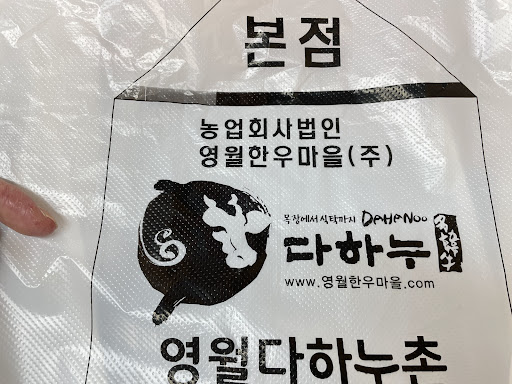 본점
농업회사법인
영월한우마을(주)
목장에서 식탁까지 DAHANOO
다하누
www.영월한우마을.com
영월다하누촌